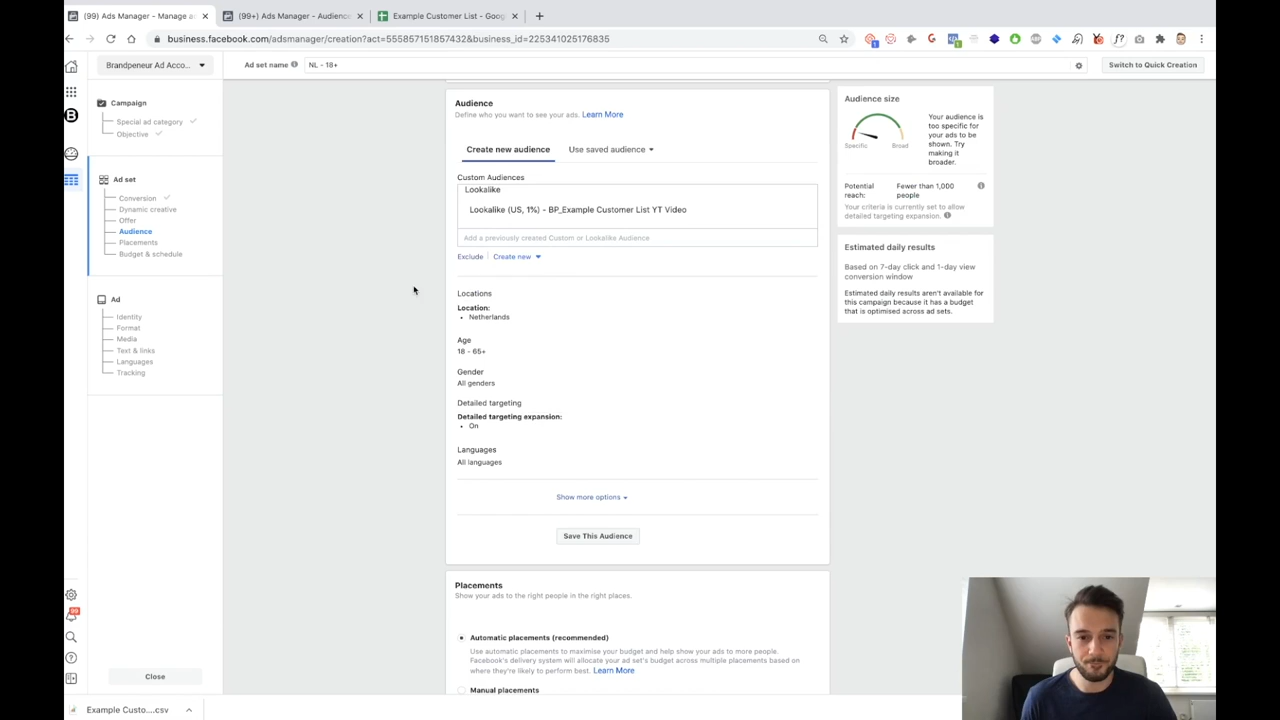 (99) Ads Manager - Manage a
(99+) Ads Manager - Audience
Example Customer List - Goog
business.facebook.com/adsmanager/creation?act=555857151857432&business_id=225341025176835
Brandpeneur Ad Acco...
Ad set name
NL - 18+
Switch to Quick Creation
Campaign
Special ad category
Objective
Ad set
Conversion
Dynamic creative
Offer
Audience
Placements
Budget & schedule
Ad
Identity
Format
Media
Text & links
Languages
Tracking
Close
Audience
Define who you want to see your ads. Learn More
Create new audience
Use saved audience
Custom Audiences
Lookalike
Lookalike (US, 1%) - BP_Example Customer List YT Video
Add a previously created Custom or Lookalike Audience
Exclude
Create new
Locations
Location:
Netherlands
Age
18 - 65+
Gender
All genders
Detailed targeting
Detailed targeting expansion:
On
Languages
All languages
Show more options
Save This Audience
Placements
Show your ads to the right people in the right places.
Automatic placements (recommended)
Use automatic placements to maximise your budget and help show your ads to more people.
Facebook's delivery system will allocate your ad set's budget across multiple placements based on
where they're likely to perform best. Learn More
Manual placements
Audience size
Specific
Broad
Your audience is
too specific for
your ads to be
shown. Try
making it
broader.
Potential
reach:
Fewer than 1,000
people
Your criteria is currently set to allow
detailed targeting expansion.
Estimated daily results
Based on 7-day click and 1-day view
conversion window
Estimated daily results aren't available for
this campaign because it has a budget
that is optimised across ad sets.
99
Example Custo....csv